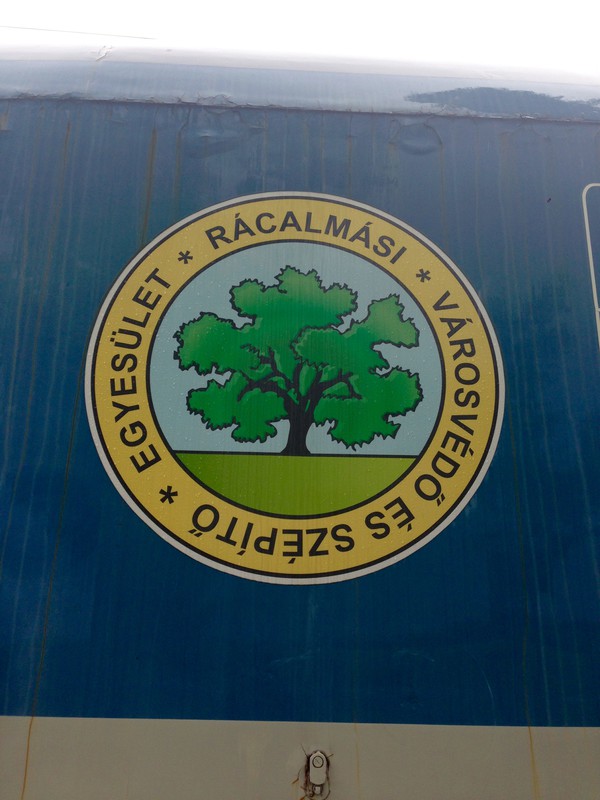 RÁCALMÁSI * VÁROSVÉDŐ ÉS SZÉPÍTŐ * EGYESÜLET *